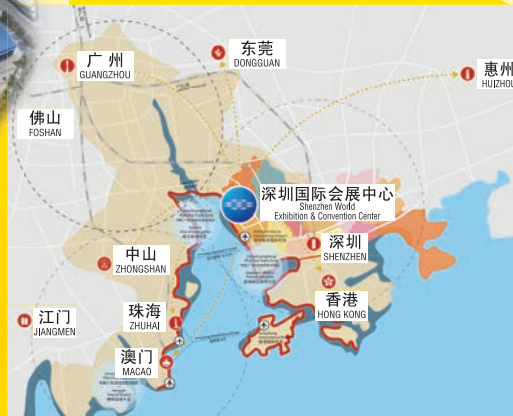 广州
GUANGZHOU
东莞
DONGGUAN
惠州
HUIZHOU
佛山
FOSHAN
深圳国际会展中心
Shenzhen World
Exhibition & Convention Center
深圳
SHENZHEN
中山
ZHONGSHAN
香港
HONG KONG
珠海
ZHUHAI
江门
JIANGMEN
澳门
MACAO